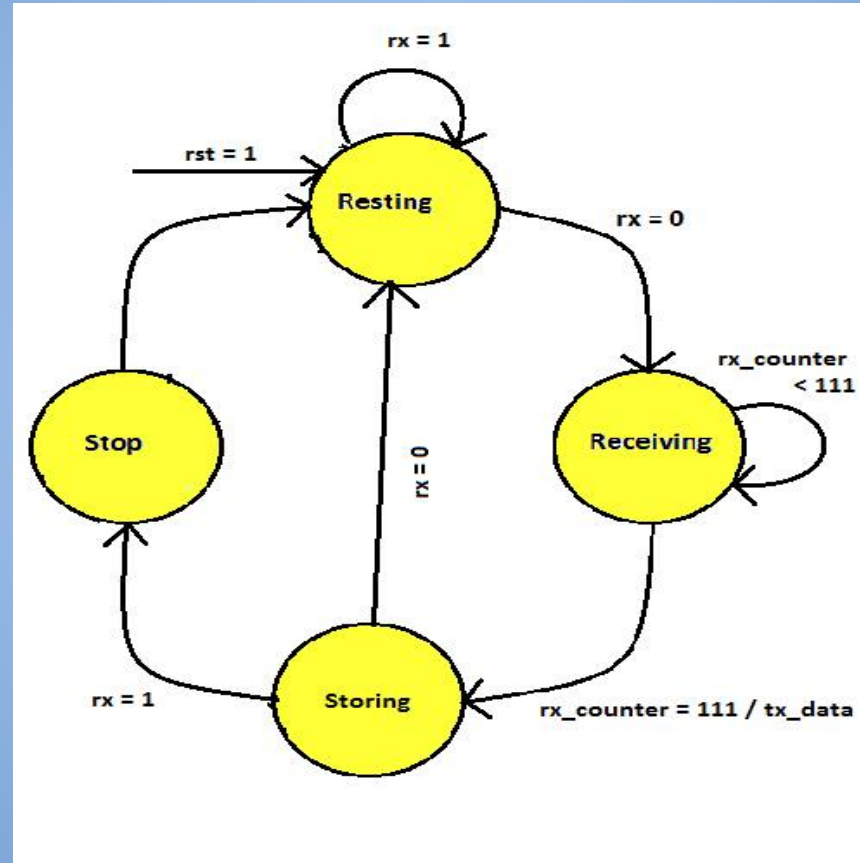 rx = 1
rst = 1
Resting
rx = 0
rx_counter
< 111
Stop
Receiving
rx = 0
rx = 1
Storing
rx_counter = 111 / tx_data